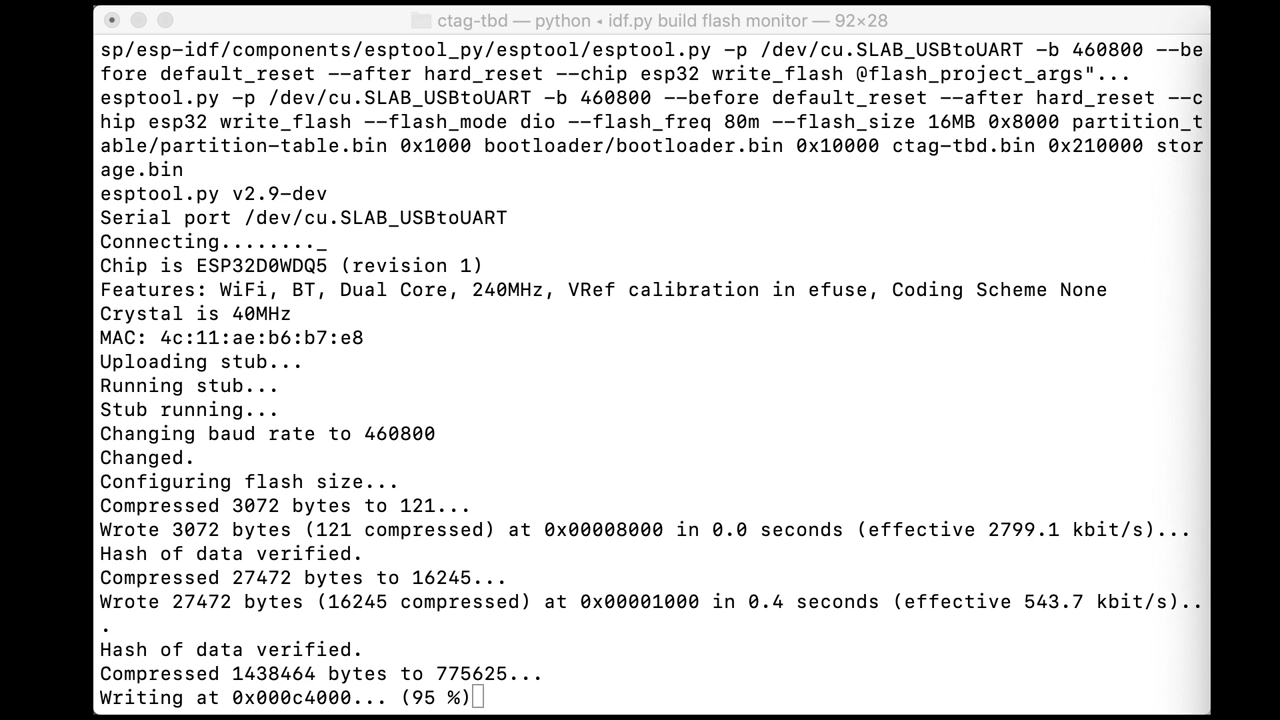 ctag-tbd — python ◂ idf.py build flash monitor — 92×28
sp/esp-idf/components/esptool_py/esptool/esptool.py -p /dev/cu.SLAB_USBtoUART -b 460800 --be
fore default_reset --after hard_reset --chip esp32 write_flash @flash_project_args"...
esptool.py -p /dev/cu.SLAB_USBtoUART -b 460800 --before default_reset --after hard_reset --c
hip esp32 write_flash --flash_mode dio --flash_freq 80m --flash_size 16MB 0x8000 partition_t
able/partition-table.bin 0x1000 bootloader/bootloader.bin 0x10000 ctag-tbd.bin 0x210000 stor
age.bin
esptool.py v2.9-dev
Serial port /dev/cu.SLAB_USBtoUART
Connecting........_
Chip is ESP32D0WDQ5 (revision 1)
Features: WiFi, BT, Dual Core, 240MHz, VRef calibration in efuse, Coding Scheme None
Crystal is 40MHz
MAC: 4c:11:ae:b6:b7:e8
Uploading stub...
Running stub...
Stub running...
Changing baud rate to 460800
Changed.
Configuring flash size...
Compressed 3072 bytes to 121...
Wrote 3072 bytes (121 compressed) at 0x00008000 in 0.0 seconds (effective 2799.1 kbit/s)...
Hash of data verified.
Compressed 27472 bytes to 16245...
Wrote 27472 bytes (16245 compressed) at 0x00001000 in 0.4 seconds (effective 543.7 kbit/s)..
.
Hash of data verified.
Compressed 1438464 bytes to 775625...
Writing at 0x000c4000... (95 %)